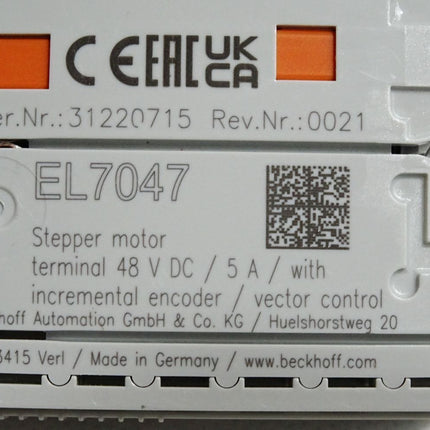 CE EAC UK
CA
er.Nr.:31220715 Rev.Nr.:0021
EL7047
Stepper motor
terminal 48 V DC / 5 A / with
incremental encoder / vector control
hoff Automation GmbH & Co. KG / Huelshorstweg 20
3415 Verl / Made in Germany / www.beckhoff.com